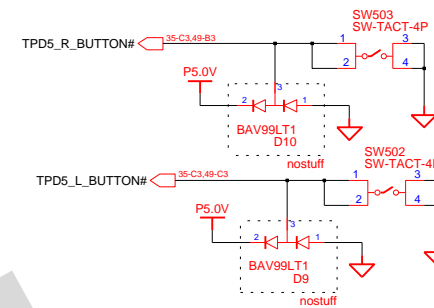 SW503
SW-TACT-4P
TPD5_R_BUTTON# 35-C3,49-B3 1 3
2 4
P5.0V
3
2 1
BAV99LT1
D10
nostuff
SW502
SW-TACT-4
TPD5_L_BUTTON# 35-C3,49-C3 1 3
2 4
P5.0V
3
2 1
BAV99LT1
D9
nostuff